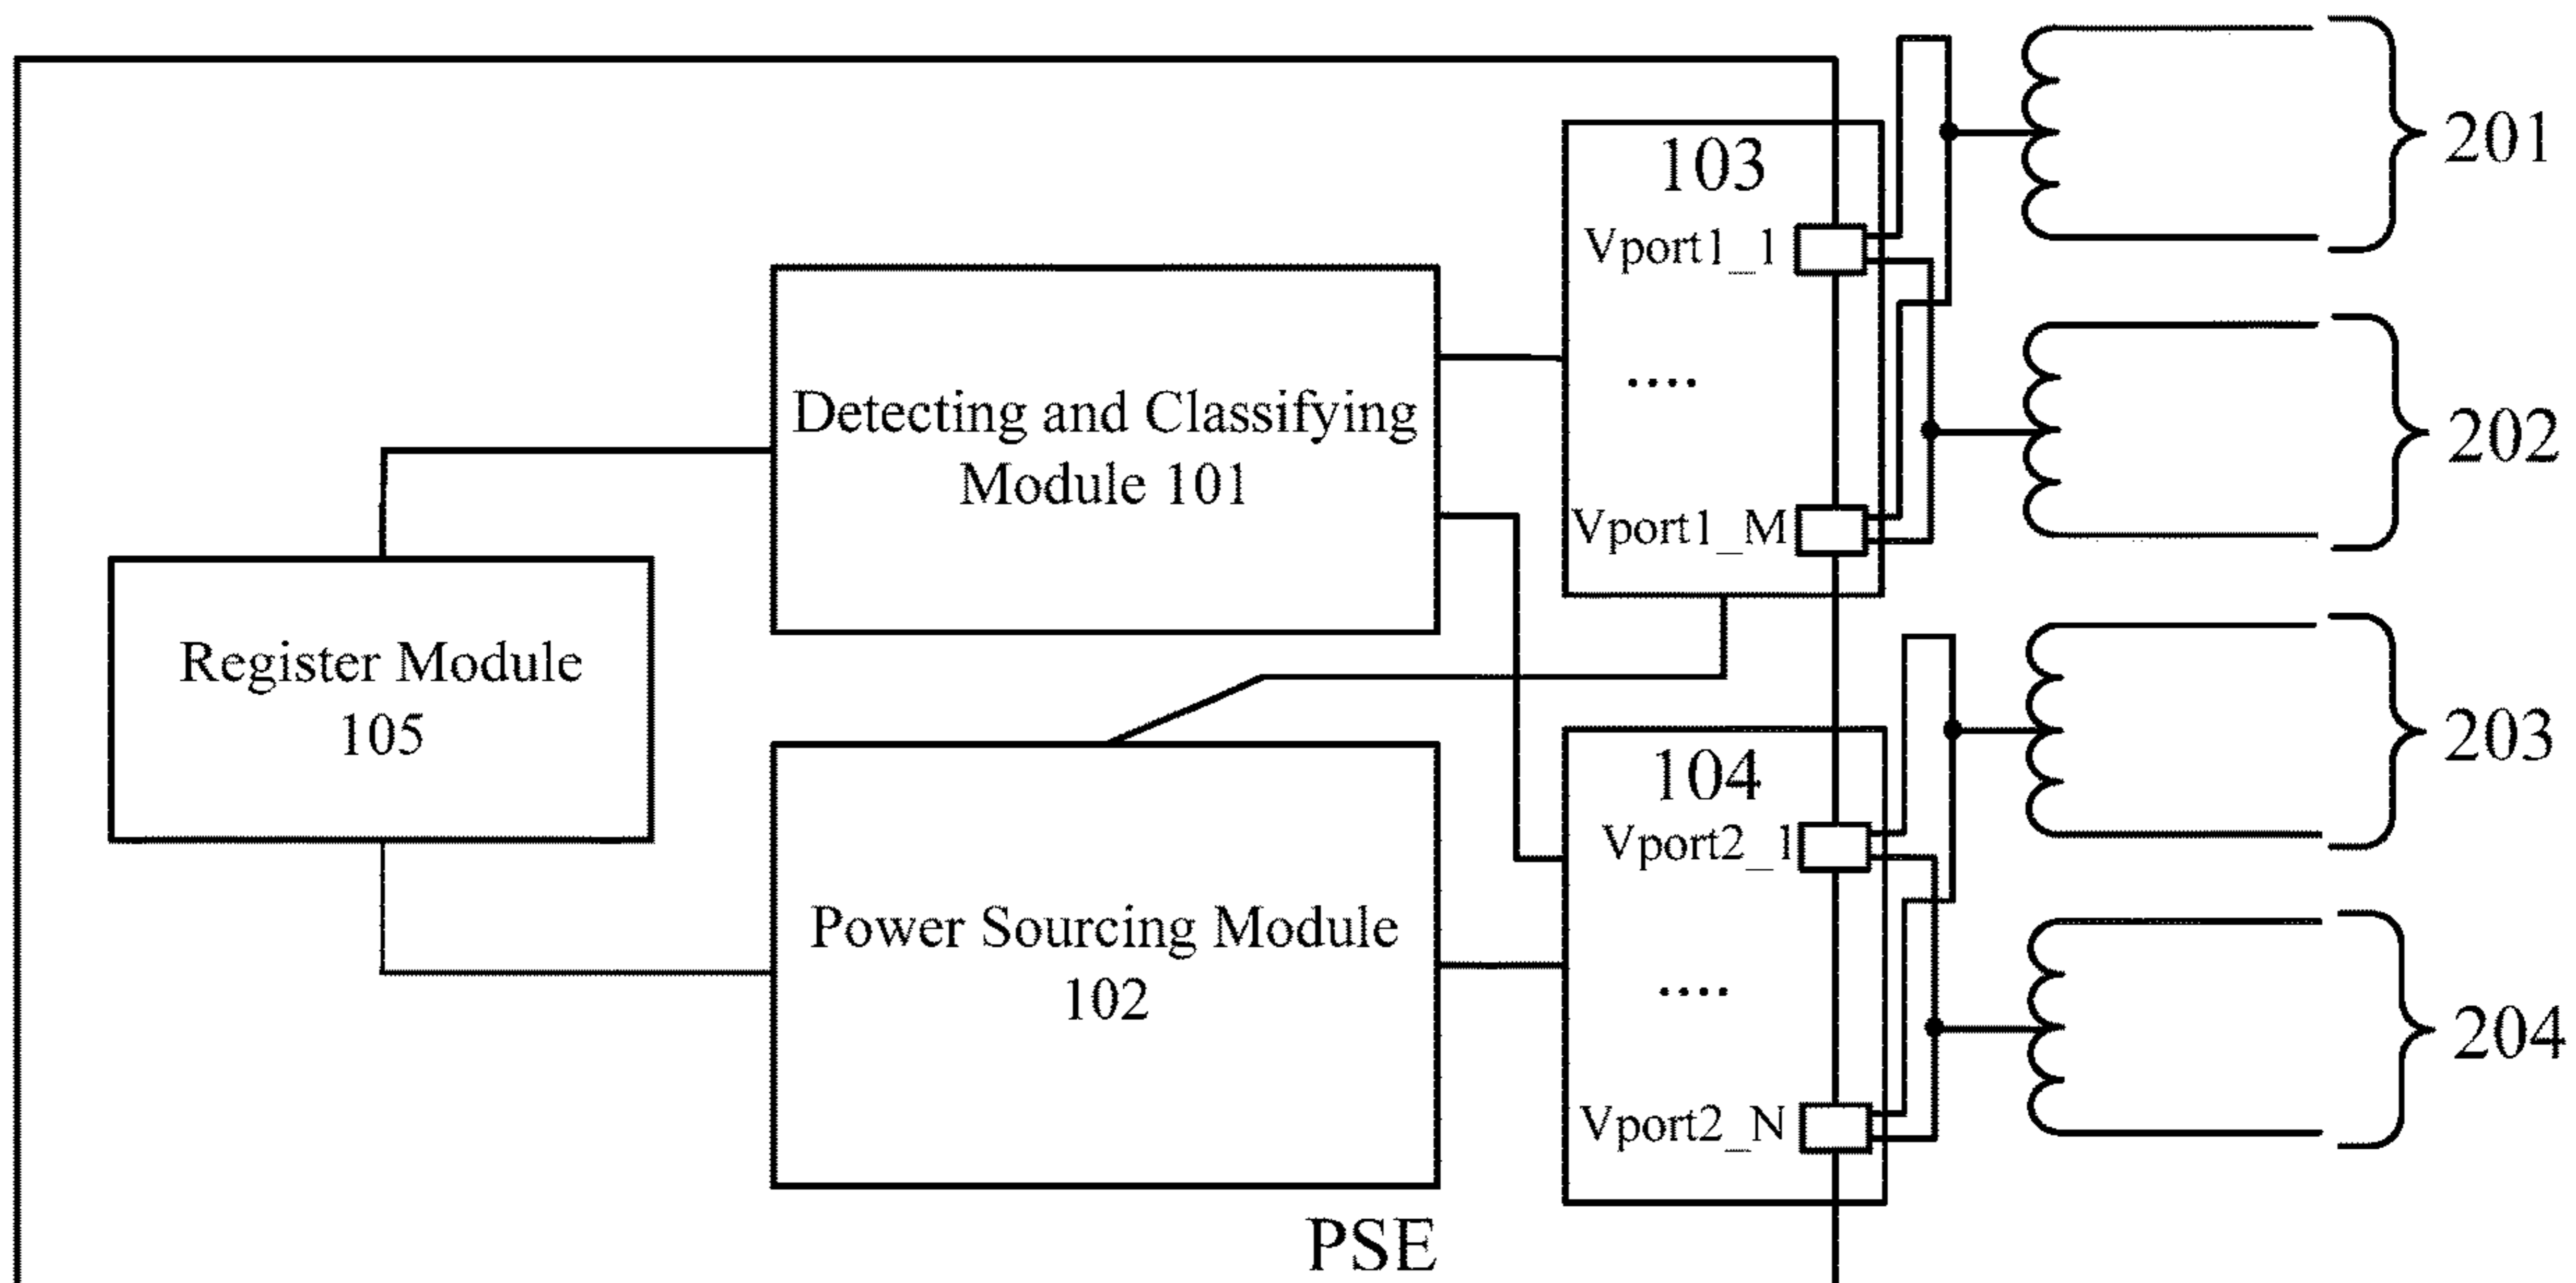 103
201
Vport1_1
Detecting and Classifying
Module 101
....
202
Vport1_M
Register Module
105
203
104
Vport2_1
Power Sourcing Module
102
....
204
Vport2_N
PSE